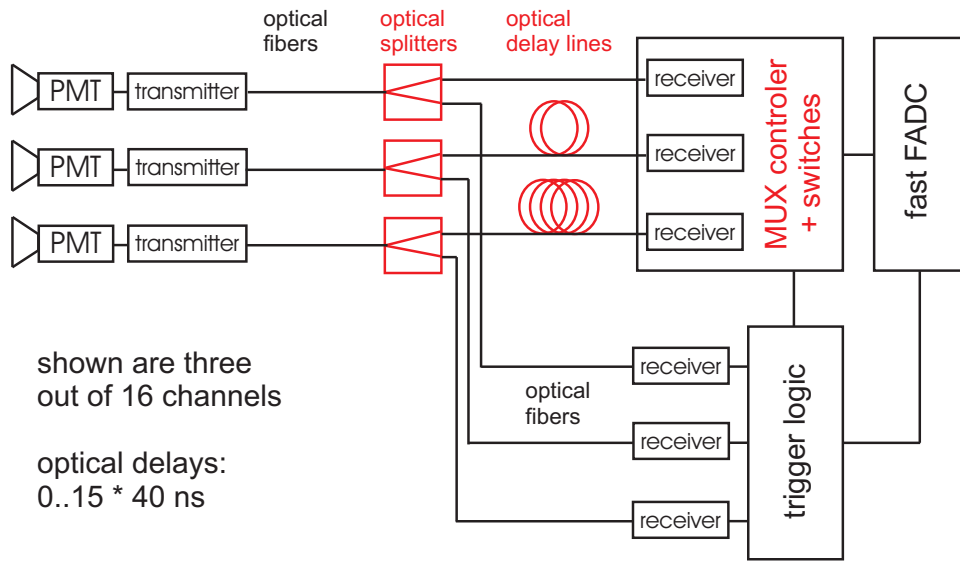 optical
fibers
optical
splitters
optical
delay lines
PMT
transmitter
receiver
PMT
transmitter
receiver
PMT
transmitter
receiver
MUX controler
+ switches
fast FADC
shown are three
out of 16 channels
optical delays:
0..15 * 40 ns
optical
fibers
receiver
receiver
receiver
trigger logic